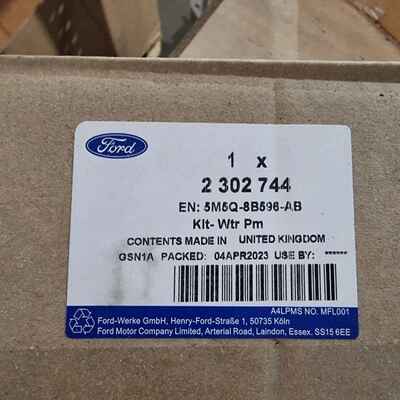 Ford
1 x
2 302 744
EN: 5M5Q-8B596-AB
Kit- Wtr Pm
CONTENTS MADE IN UNITED KINGDOM
GSN1A PACKED: 04APR2023 USE BY: ******
A4LPMS NO. MFL001
Ford-Werke GmbH, Henry-Ford-Straße 1, 50735 Köln
Ford Motor Company Limited, Arterial Road, Laindon, Essex. SS15 6EE